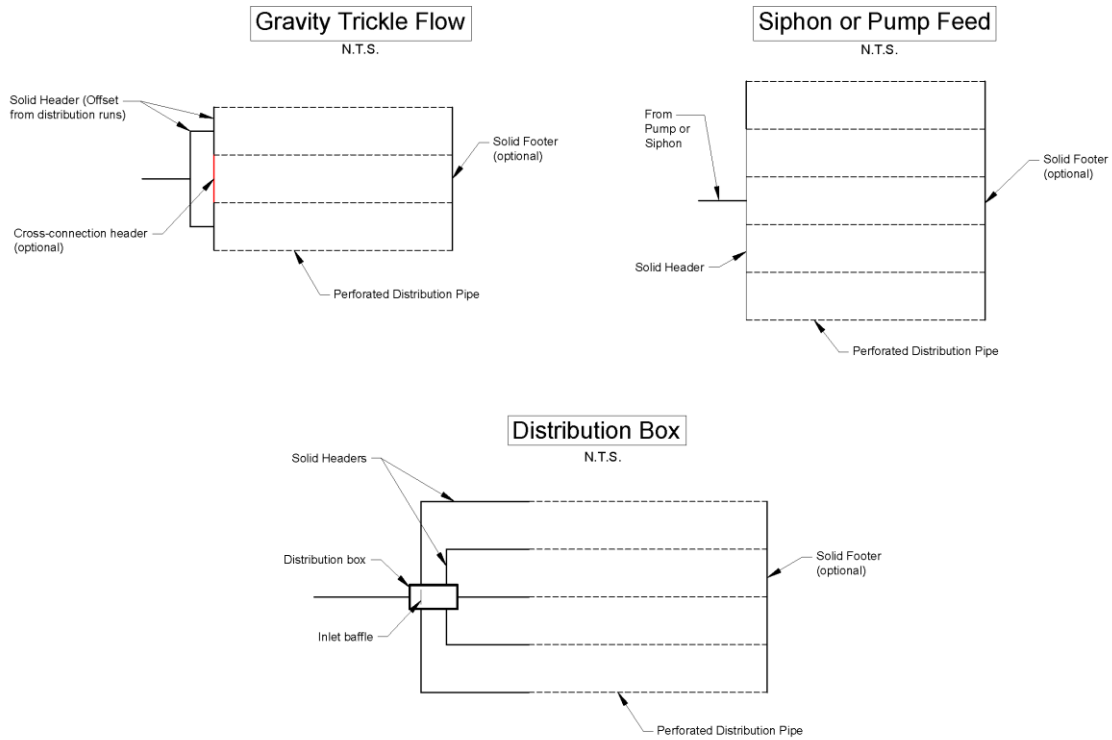 Gravity Trickle Flow
N.T.S.
Solid Header (Offset
from distribution runs)
Solid Footer
(optional)
Cross-connection header
(optional)
Perforated Distribution Pipe
Siphon or Pump Feed
N.T.S.
From
Pump or
Siphon
Solid Footer
(optional)
Solid Header
Perforated Distribution Pipe
Distribution Box
N.T.S.
Solid Headers
Distribution box
Solid Footer
(optional)
Inlet baffle
Perforated Distribution Pipe